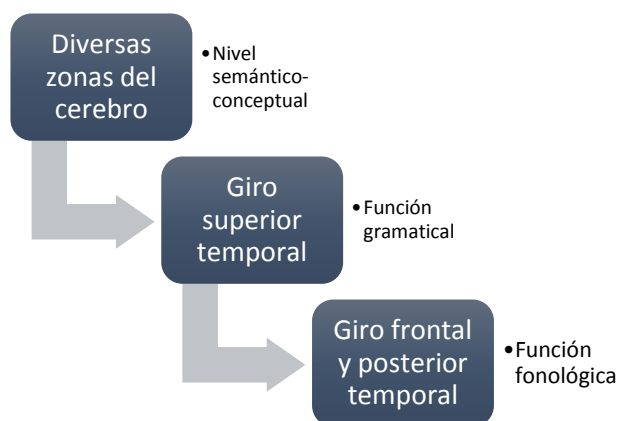 Diversas
zonas del
cerebro
•Nivel
semántico-
conceptual
Giro
superior
temporal
•Función
gramatical
Giro frontal
y posterior
temporal
•Función
fonológica